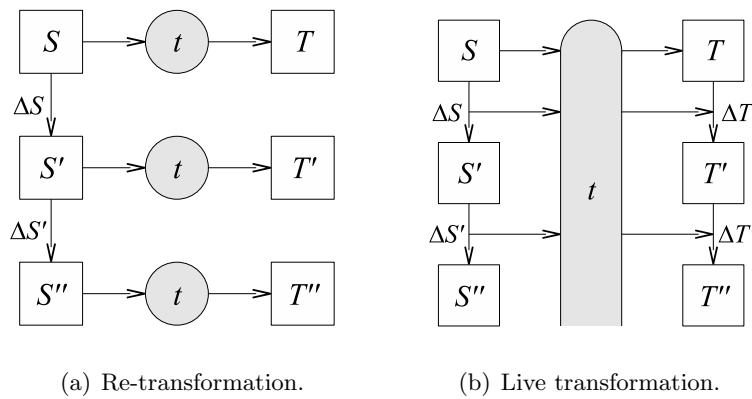 S t T
ΔS
S′ t T′
ΔS′
S″ t T″
(a) Re-transformation.
S T
ΔS ΔT
S′ t T′
ΔS′ ΔT
S″ T″
(b) Live transformation.